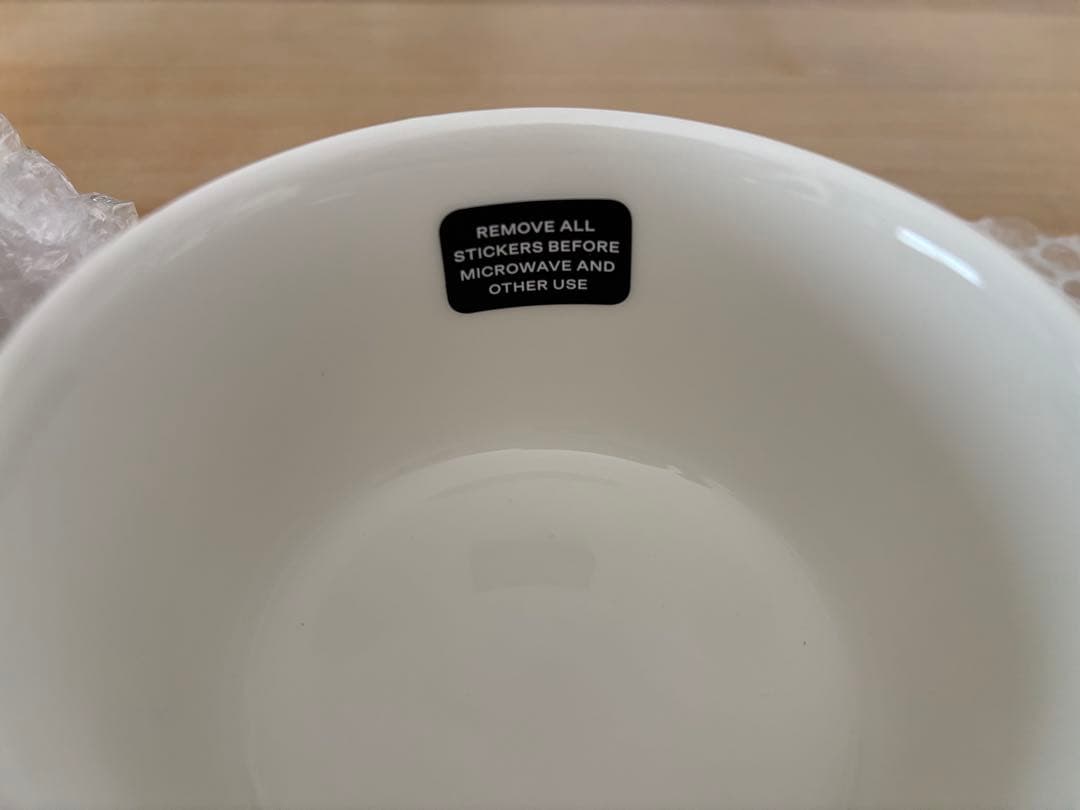 REMOVE ALL
STICKERS BEFORE
MICROWAVE AND
OTHER USE